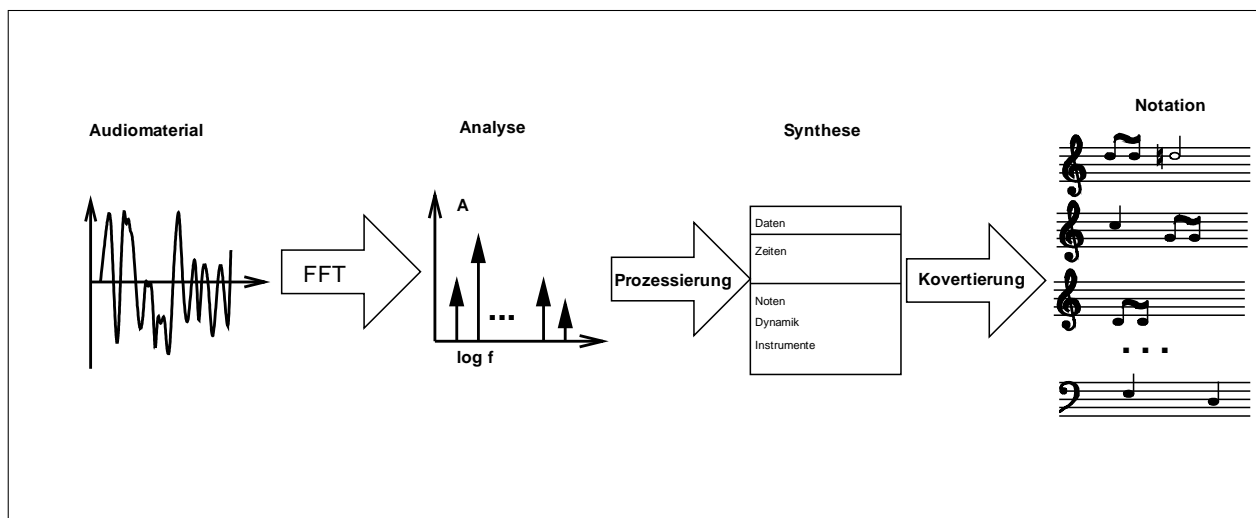 Audiomaterial
Analyse
Synthese
Notation
FFT
A
...
log f
Prozessierung
Daten
Zeiten
Noten
Dynamik
Instrumente
Kovertierung
...